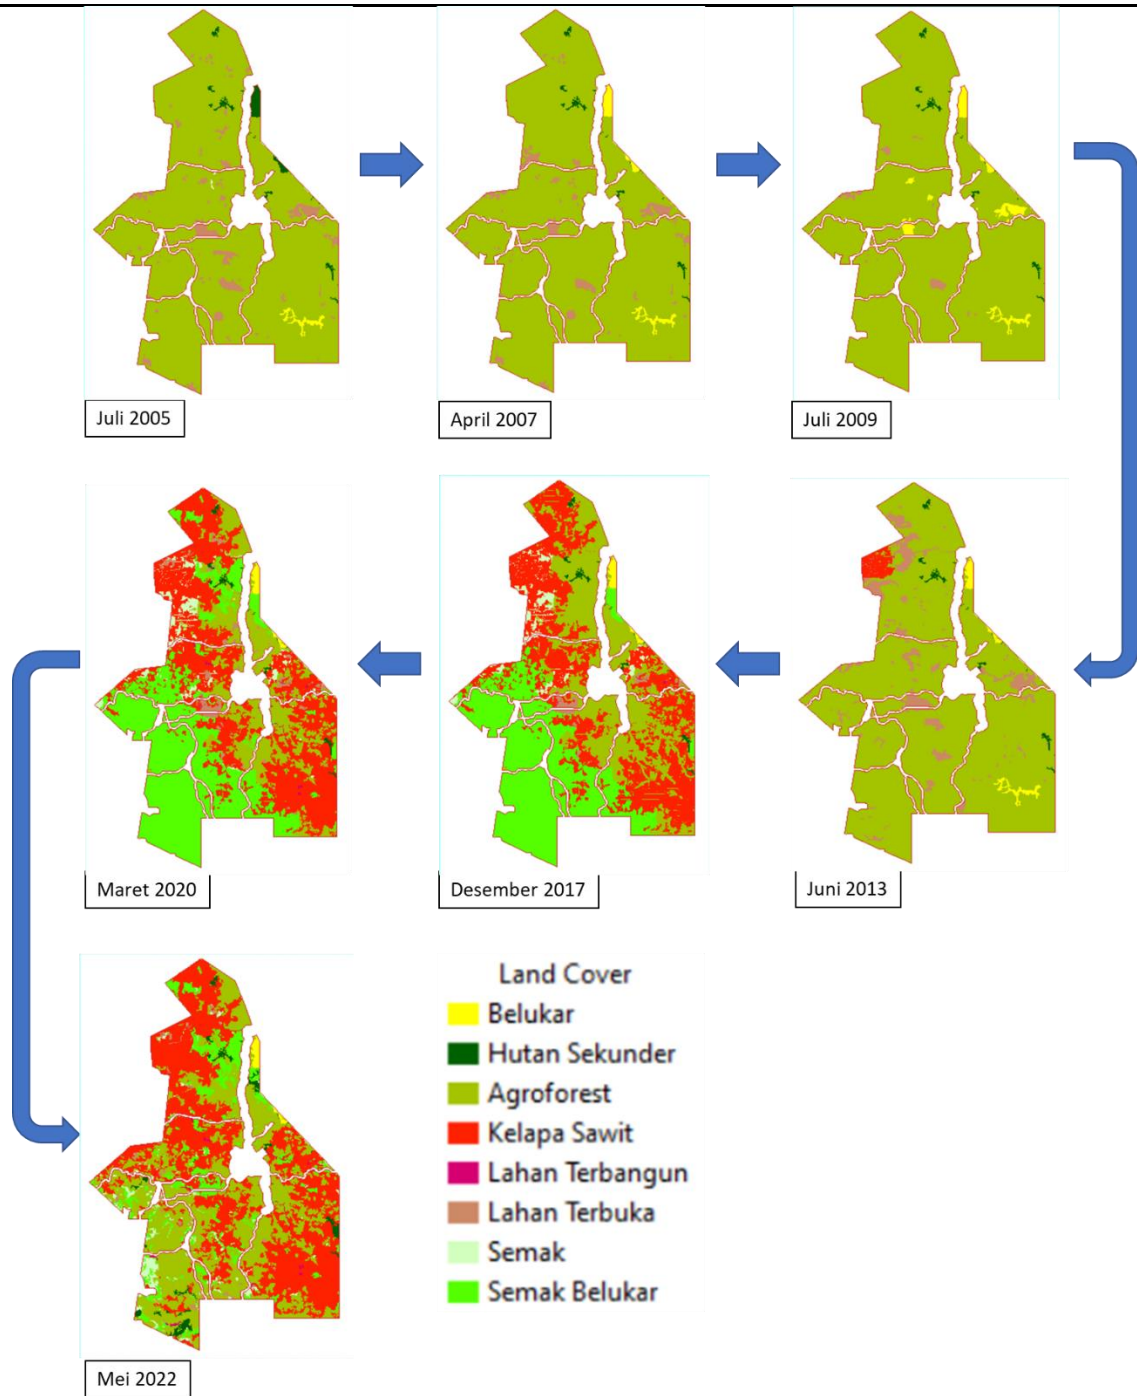 Juli 2005
April 2007
Juli 2009
Maret 2020
Desember 2017
Juni 2013
Land Cover
Belukar
Hutan Sekunder
Agroforest
Kelapa Sawit
Lahan Terbangun
Lahan Terbuka
Semak
Semak Belukar
Mei 2022